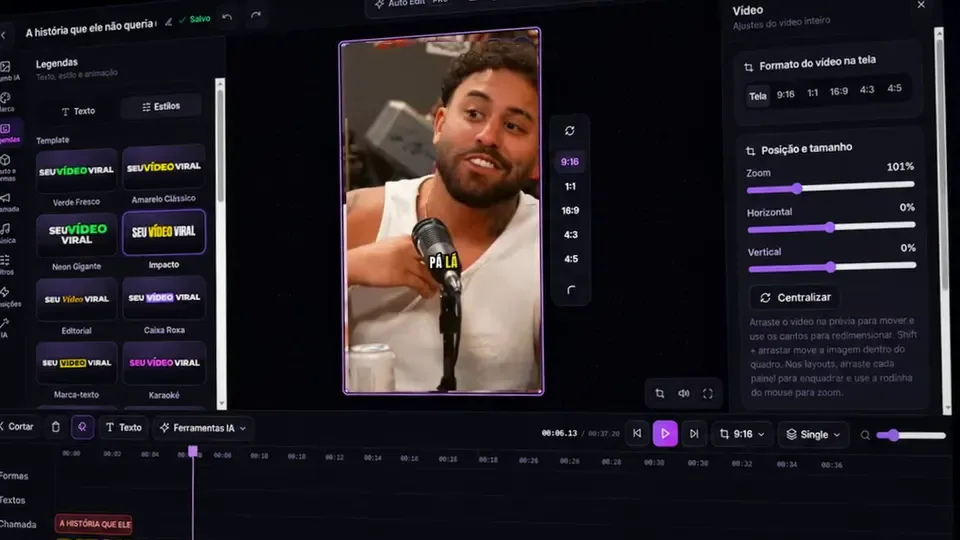 A história que ele não queria
Salvo
Auto Edit
Legendas
Texto, estilo e animação
Texto
Estilos
Template
SEUVÍDEO VIRAL
SEUVÍDEO VIRAL
Verde Fresco
Amarelo Clássico
SEUVÍDEO
VIRAL
SEU VÍDEO VIRAL
Neon Gigante
Impacto
SEU Vídeo VIRAL
SEU VÍDEO VIRAL
Editorial
Caixa Roxa
SEU VÍDEO VIRAL
SEU VÍDEO VIRAL
Marca-texto
Karaokê
PÁ LÁ
9:16
1:1
16:9
4:3
4:5
Vídeo
Ajustes do vídeo inteiro
Formato do vídeo na tela
Tela 9:16 1:1 16:9 4:3 4:5
Posição e tamanho
Zoom 101%
Horizontal 0%
Vertical 0%
Centralizar
Arraste o vídeo na prévia para mover e
use os cantos para redimensionar. Shift
+ arrastar move a imagem dentro do
quadro. Nos layouts, arraste cada
painel para enquadrar e use a rodinha
do mouse para zoom.
Cortar
Texto
Ferramentas IA
00:06.13 / 00:37.20
9:16
Single
Formas
Textos
Chamada
A HISTÓRIA QUE ELE